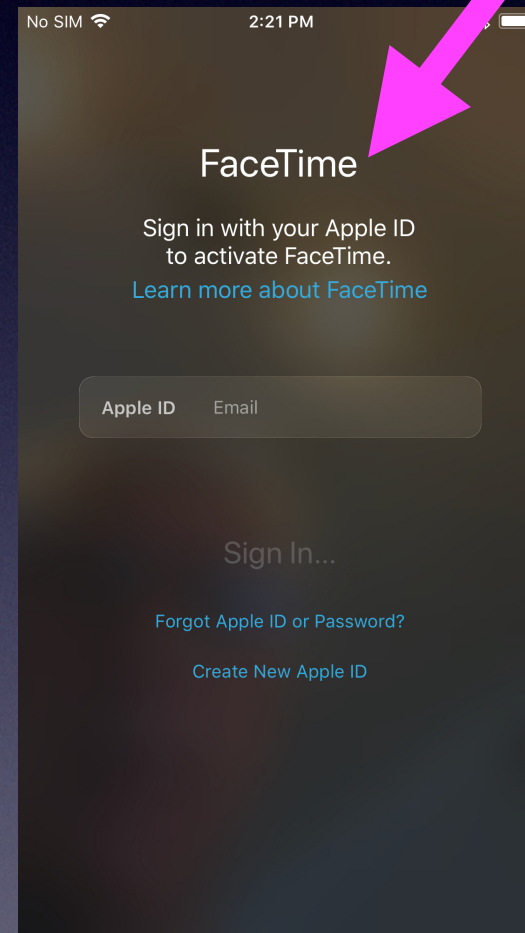 No SIM 2:21 PM
FaceTime
Sign in with your Apple ID
to activate FaceTime.
Learn more about FaceTime
Apple ID Email
Sign In...
Forgot Apple ID or Password?
Create New Apple ID